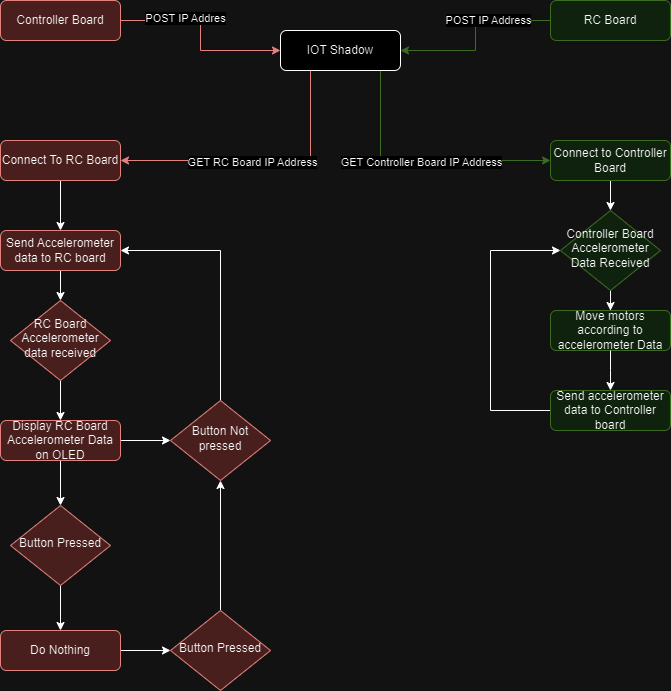 Controller Board
POST IP Addres
POST IP Address
RC Board
IOT Shadow
Connect To RC Board
GET RC Board IP Address
GET Controller Board IP Address
Connect to Controller
Board
Send Accelerometer
data to RC board
Controller Board
Accelerometer
Data Received
RC Board
Accelerometer
data received
Move motors
according to
accelerometer Data
Display RC Board
Accelerometer Data
on OLED
Button Not
pressed
Send accelerometer
data to Controller
board
Button Pressed
Do Nothing
Button Pressed